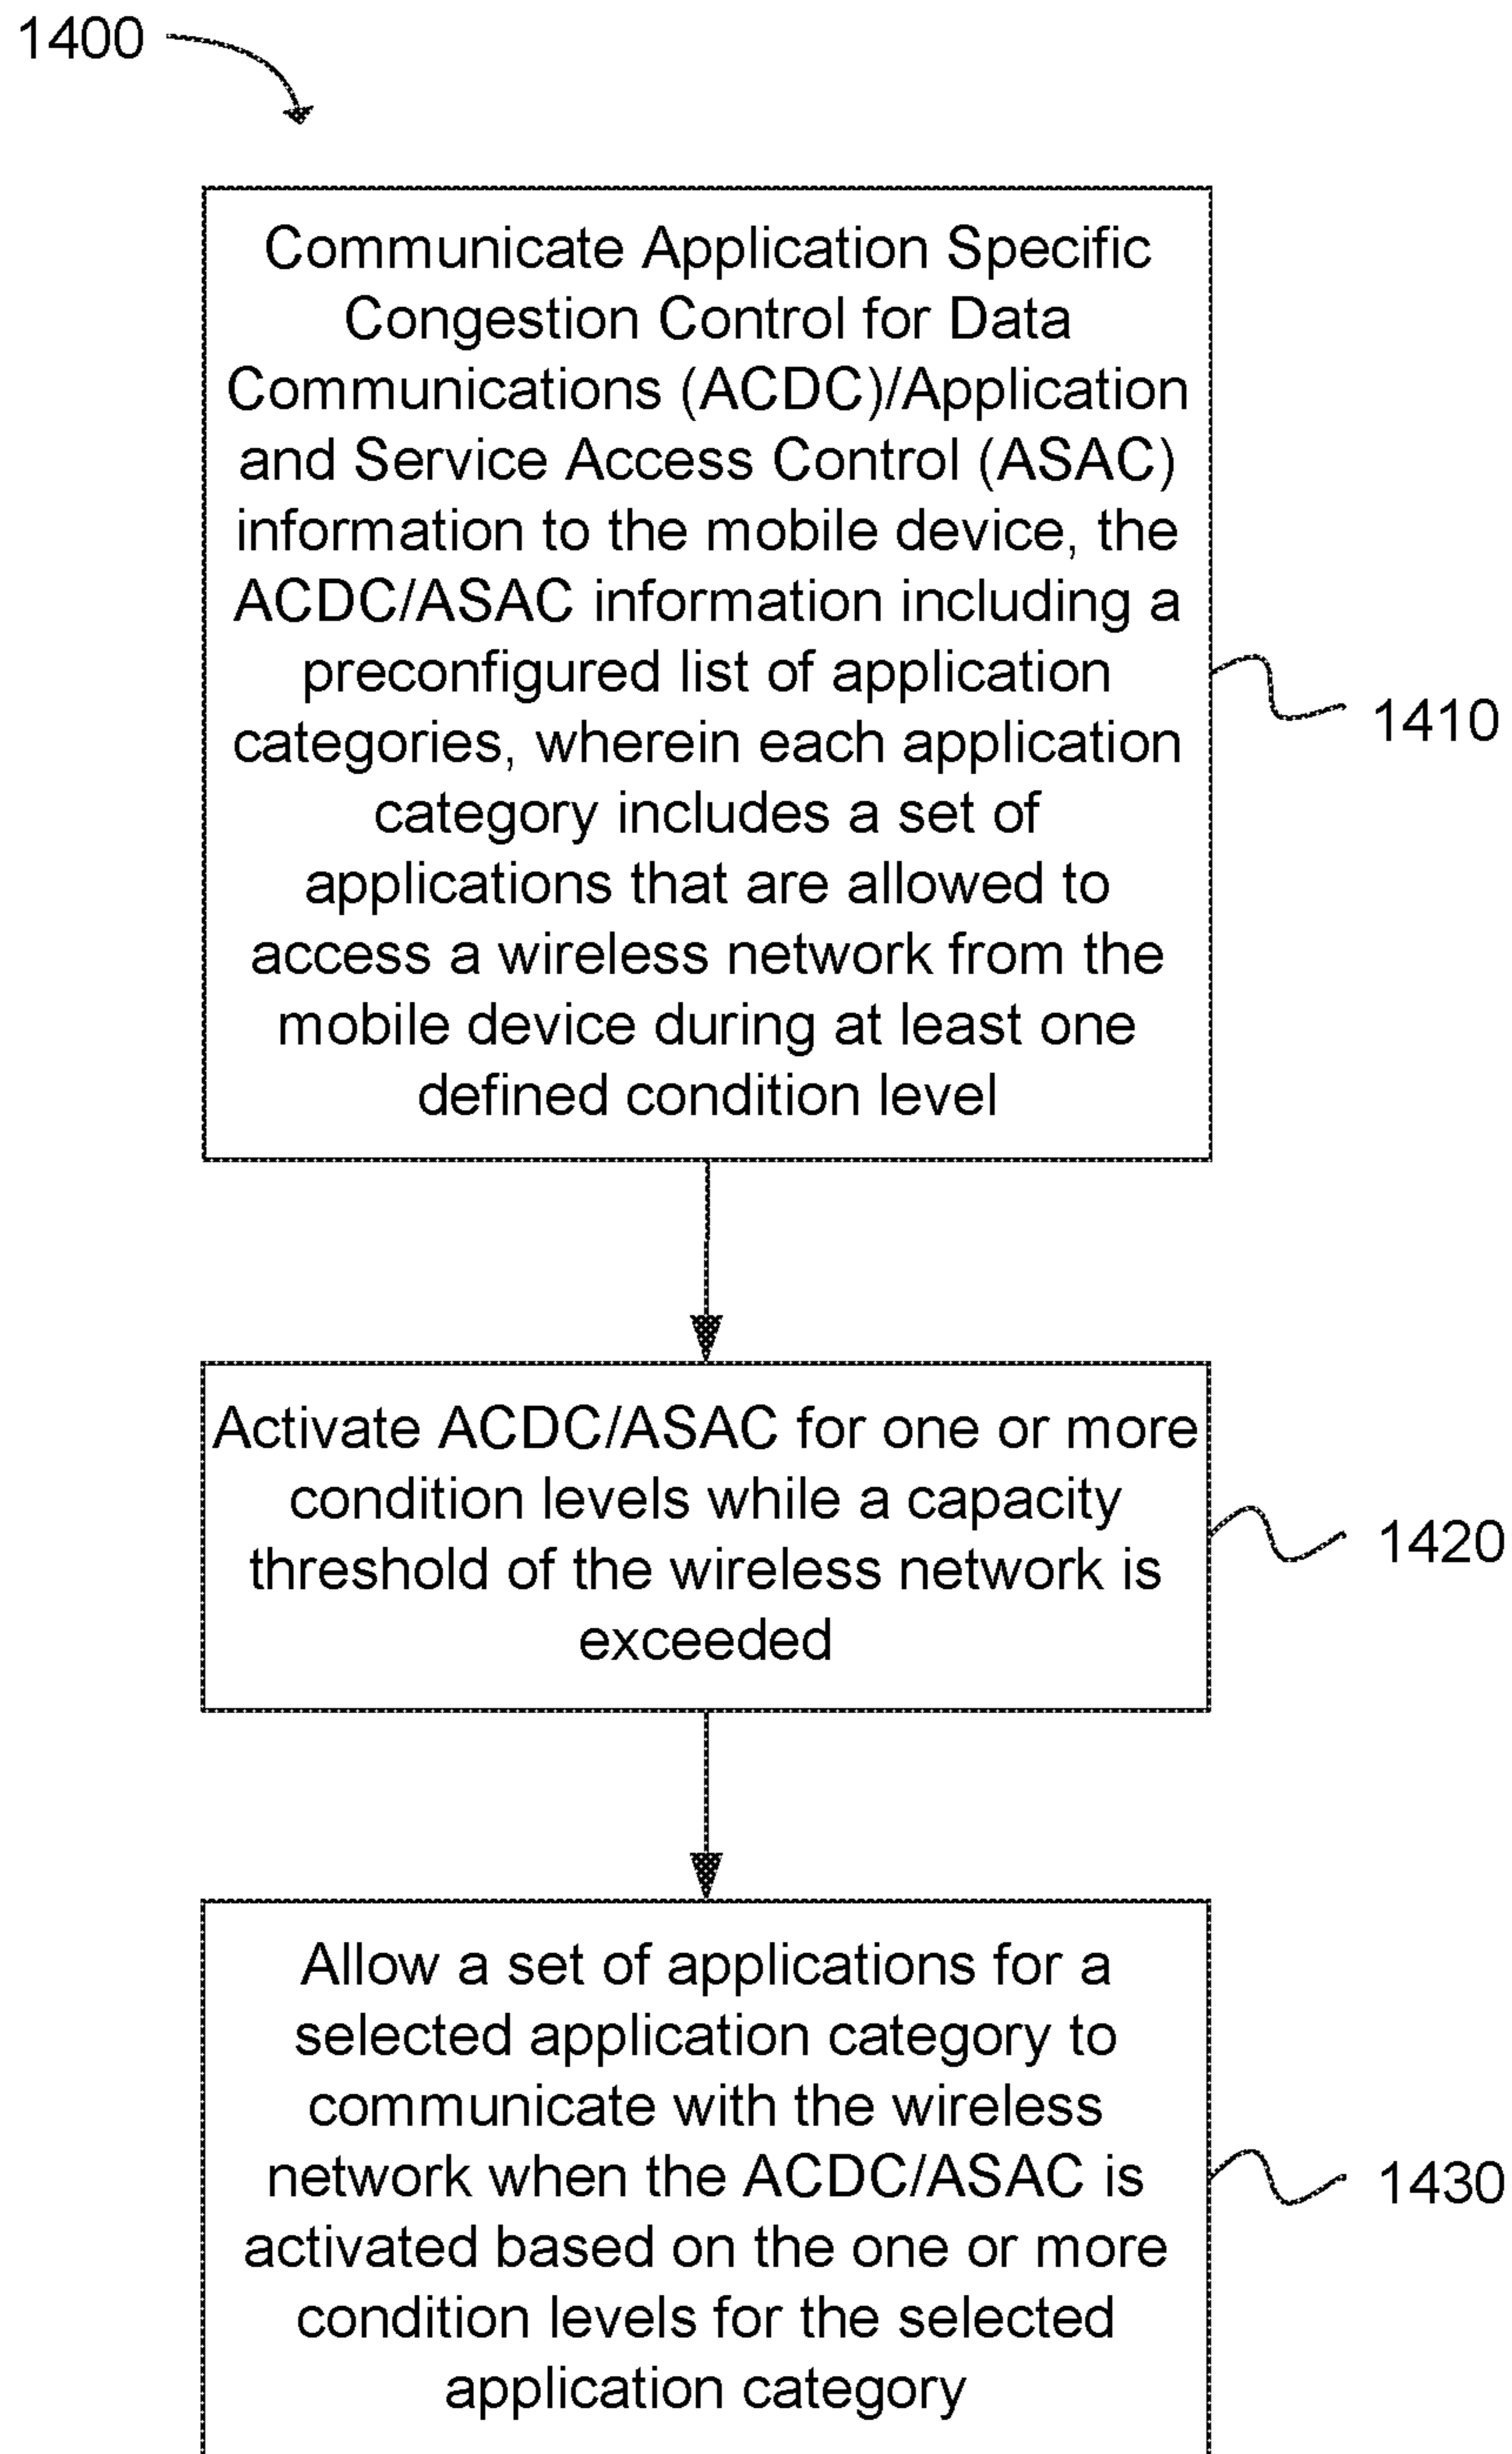 1400
Communicate Application Specific
Congestion Control for Data
Communications (ACDC)/Application
and Service Access Control (ASAC)
information to the mobile device, the
ACDC/ASAC information including a
preconfigured list of application
categories, wherein each application
category includes a set of
applications that are allowed to
access a wireless network from the
mobile device during at least one
defined condition level
1410
Activate ACDC/ASAC for one or more
condition levels while a capacity
threshold of the wireless network is
exceeded
1420
Allow a set of applications for a
selected application category to
communicate with the wireless
network when the ACDC/ASAC is
activated based on the one or more
condition levels for the selected
application category
1430